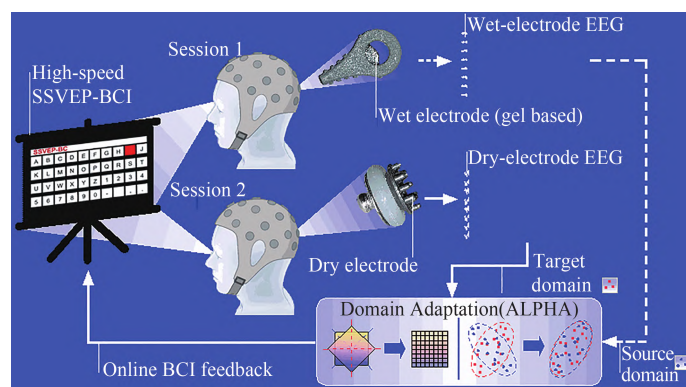 Session 1
Wet-electrode EEG
High-speed
SSVEP-BCI
Wet electrode (gel based)
SSVEP-BC
A B C D E F G H J
K L M N O P Q R S T
U V W X Y Z 1 2 3 4
5 6 7 8 9 0
Session 2
Dry-electrode EEG
Dry electrode
Target
domain
Domain Adaptation(ALPHA)
Online BCI feedback
Source
domain